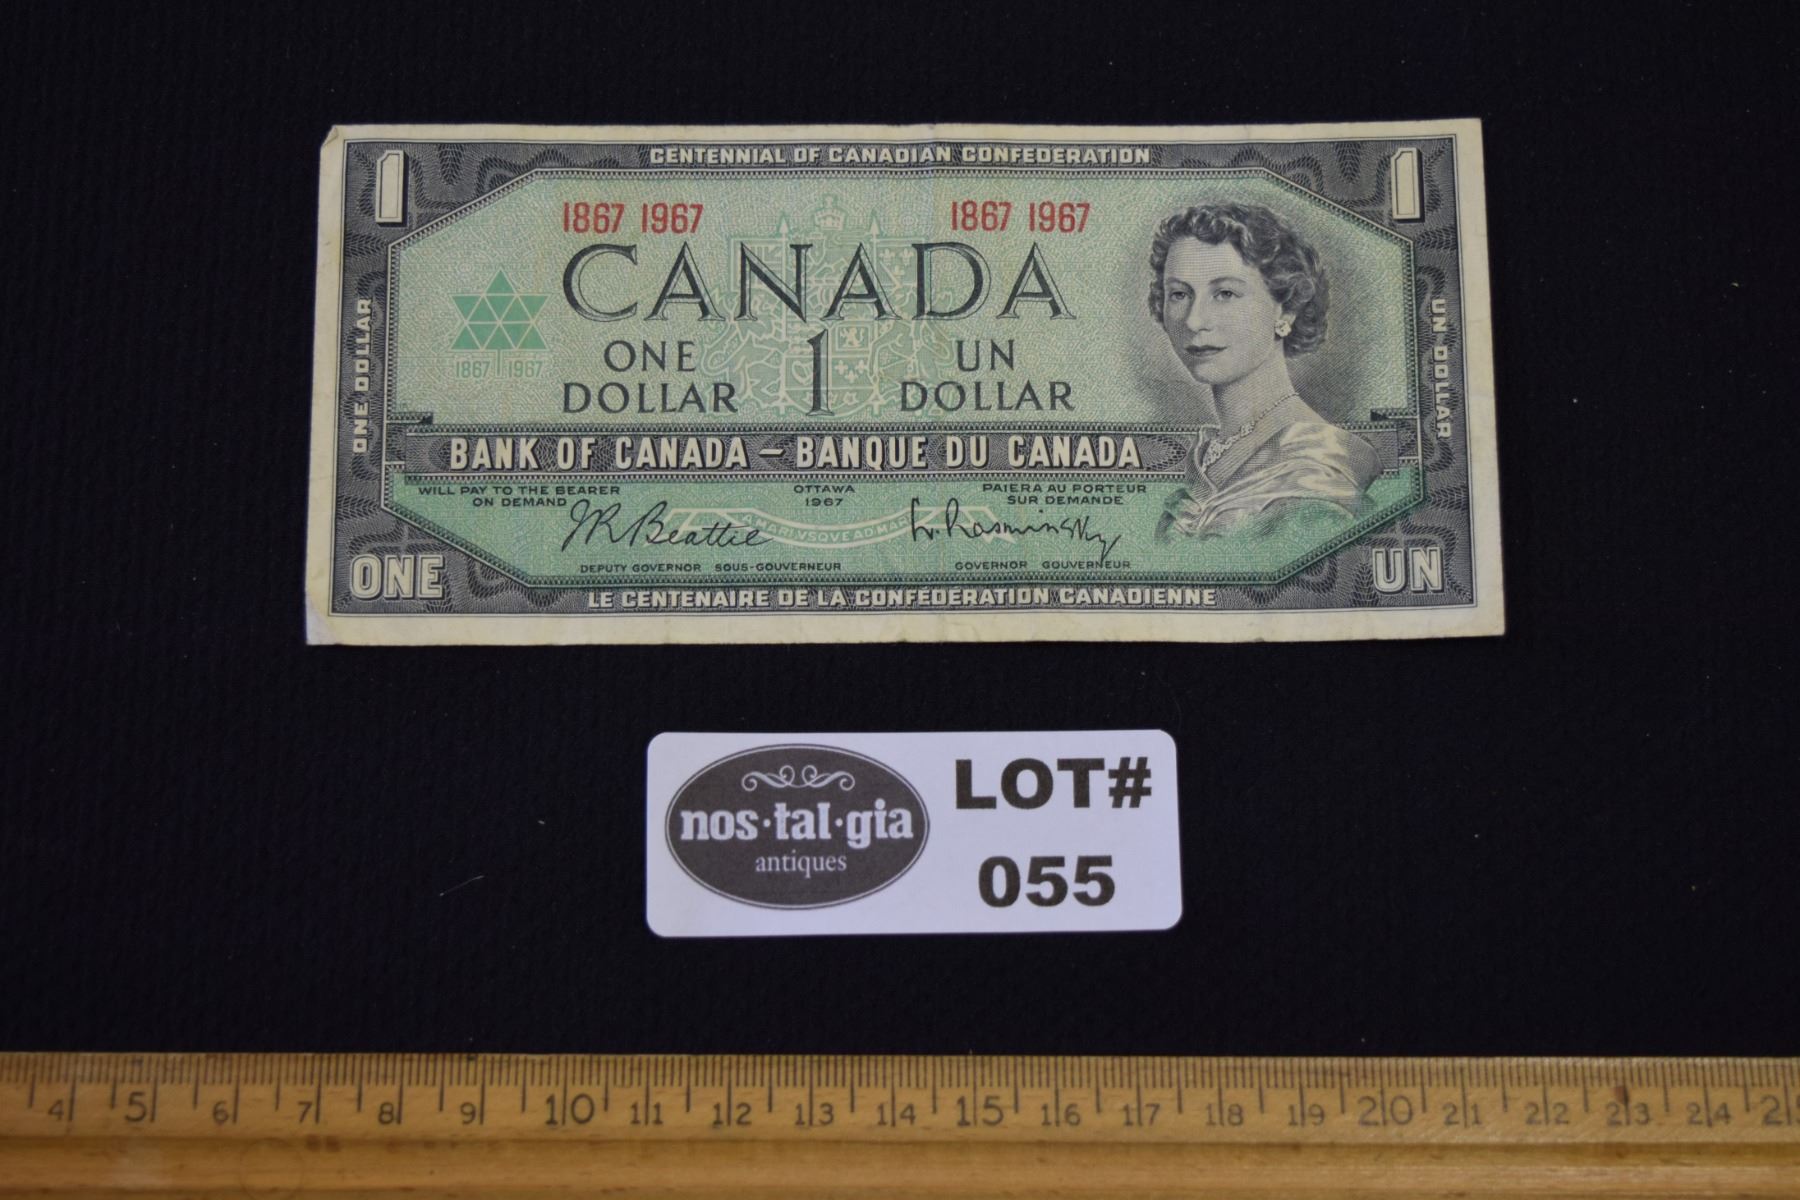 1 CENTENNIAL OF CANADIAN CONFEDERATION 1
1867 1967 1867 1967
CANADA
1867 1967
ONE DOLLAR 1 UN DOLLAR
ONE DOLLAR
UN DOLLAR
BANK OF CANADA – BANQUE DU CANADA
WILL PAY TO THE BEARER ON DEMAND
OTTAWA 1967
PAIERA AU PORTEUR SUR DEMANDE
JR Beattie L. Rasminsky
DEPUTY GOVERNOR SOUS-GOUVERNEUR GOVERNOR GOUVERNEUR
ONE UN
LE CENTENAIRE DE LA CONFÉDÉRATION CANADIENNE
nos·tal·gia
antiques
LOT#
055
4 5 6 7 8 9 10 11 12 13 14 15 16 17 18 19 20 21 22 23 24